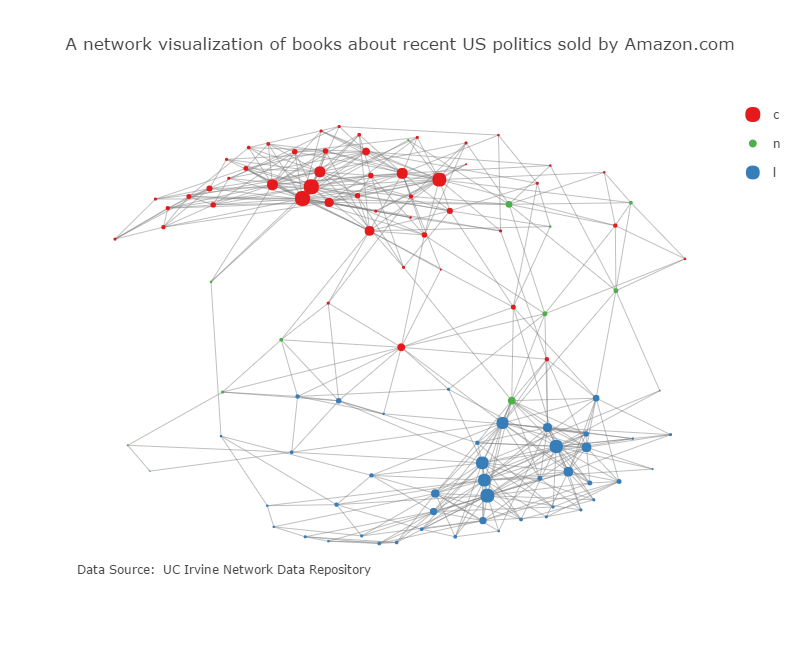 A network visualization of books about recent US politics sold by Amazon.com
c
n
l
Data Source:  UC Irvine Network Data Repository